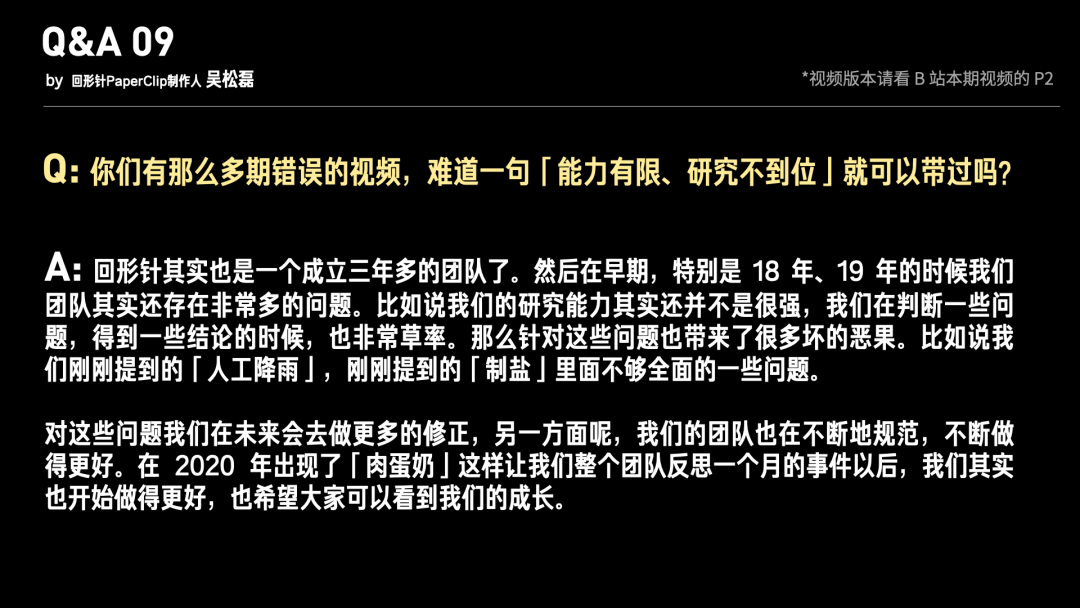 Q&A 09
by 回形针PaperClip制作人 吴松磊
*视频版本请看 B 站本期视频的 P2
Q: 你们有那么多期错误的视频，难道一句「能力有限、研究不到位」就可以带过吗？
A: 回形针其实也是一个成立三年多的团队了。然后在早期，特别是 18 年、19 年的时候我们
团队其实还存在非常多的问题。比如说我们的研究能力其实还并不是很强，我们在判断一些问
题，得到一些结论的时候，也非常草率。那么针对这些问题也带来了很多坏的恶果。比如说我
们刚刚提到的「人工降雨」，刚刚提到的「制盐」里面不够全面的一些问题。
对这些问题我们在未来会去做更多的修正，另一方面呢，我们的团队也在不断地规范，不断做
得更好。在 2020 年出现了「肉蛋奶」这样让我们整个团队反思一个月的事件以后，我们其实
也开始做得更好，也希望大家可以看到我们的成长。